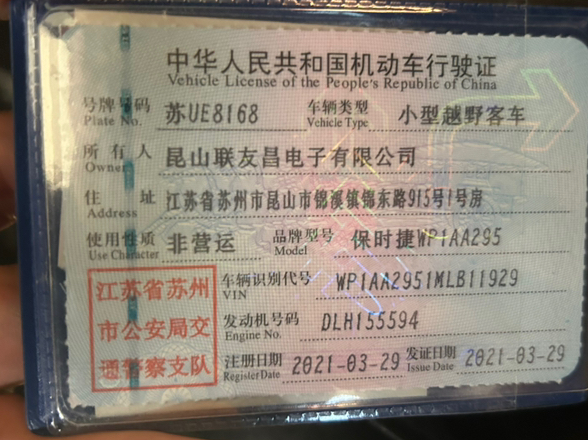 中华人民共和国机动车行驶证
Vehicle License of the People's Republic of China
号牌号码 苏UE8168 车辆类型 小型越野客车
Plate No. Vehicle Type
所有人 昆山联友昌电子有限公司
Owner
住址 江苏省苏州市昆山市锦溪镇锦东路915号1号房
Address
使用性质 非营运 品牌型号 保时捷WP1AA295
Use Character Model
江苏省苏州
市公安局交
通警察支队
车辆识别代号 WP1AA2951MLB11929
VIN
发动机号码 DLH155594
Engine No.
注册日期 2021-03-29 发证日期 2021-03-29
Register Date Issue Date